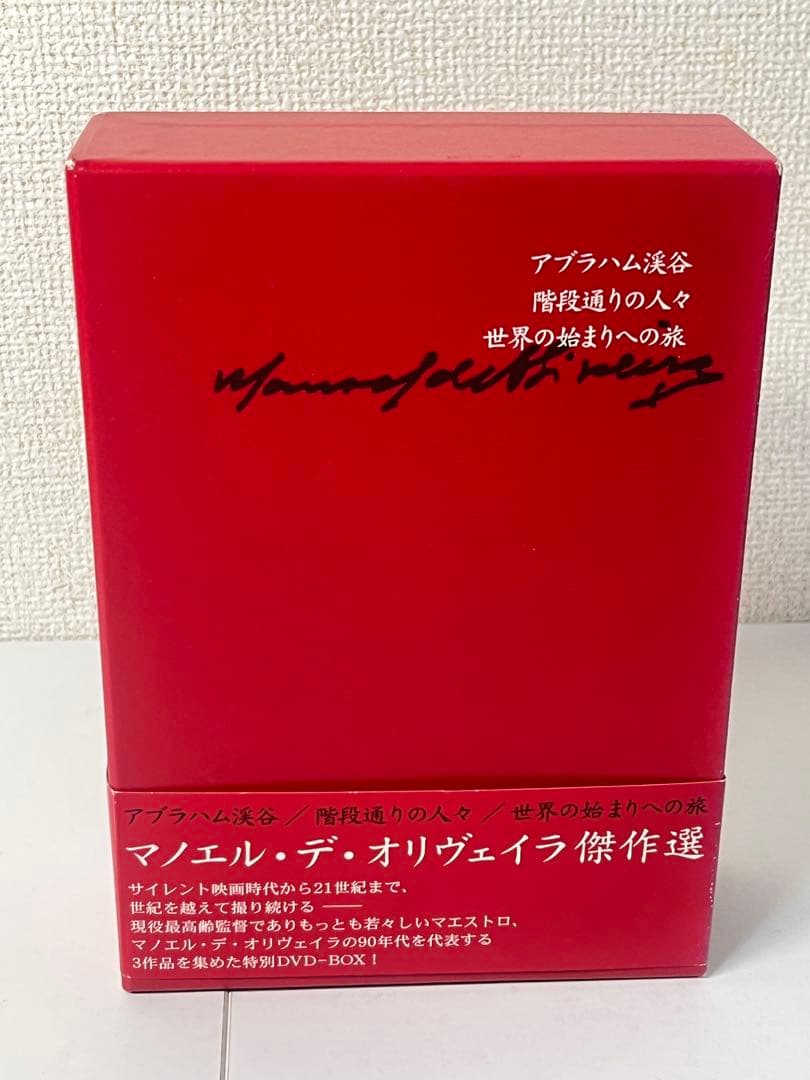 アブラハム渓谷
階段通りの人々
世界の始まりへの旅
Manoel de Oliveira
アブラハム渓谷／階段通りの人々／世界の始まりへの旅
マノエル・デ・オリヴェイラ傑作選
サイレント映画時代から21世紀まで、
世紀を越えて撮り続ける ――
現役最高齢監督でありもっとも若々しいマエストロ、
マノエル・デ・オリヴェイラの90年代を代表する
3作品を集めた特別DVD-BOX！